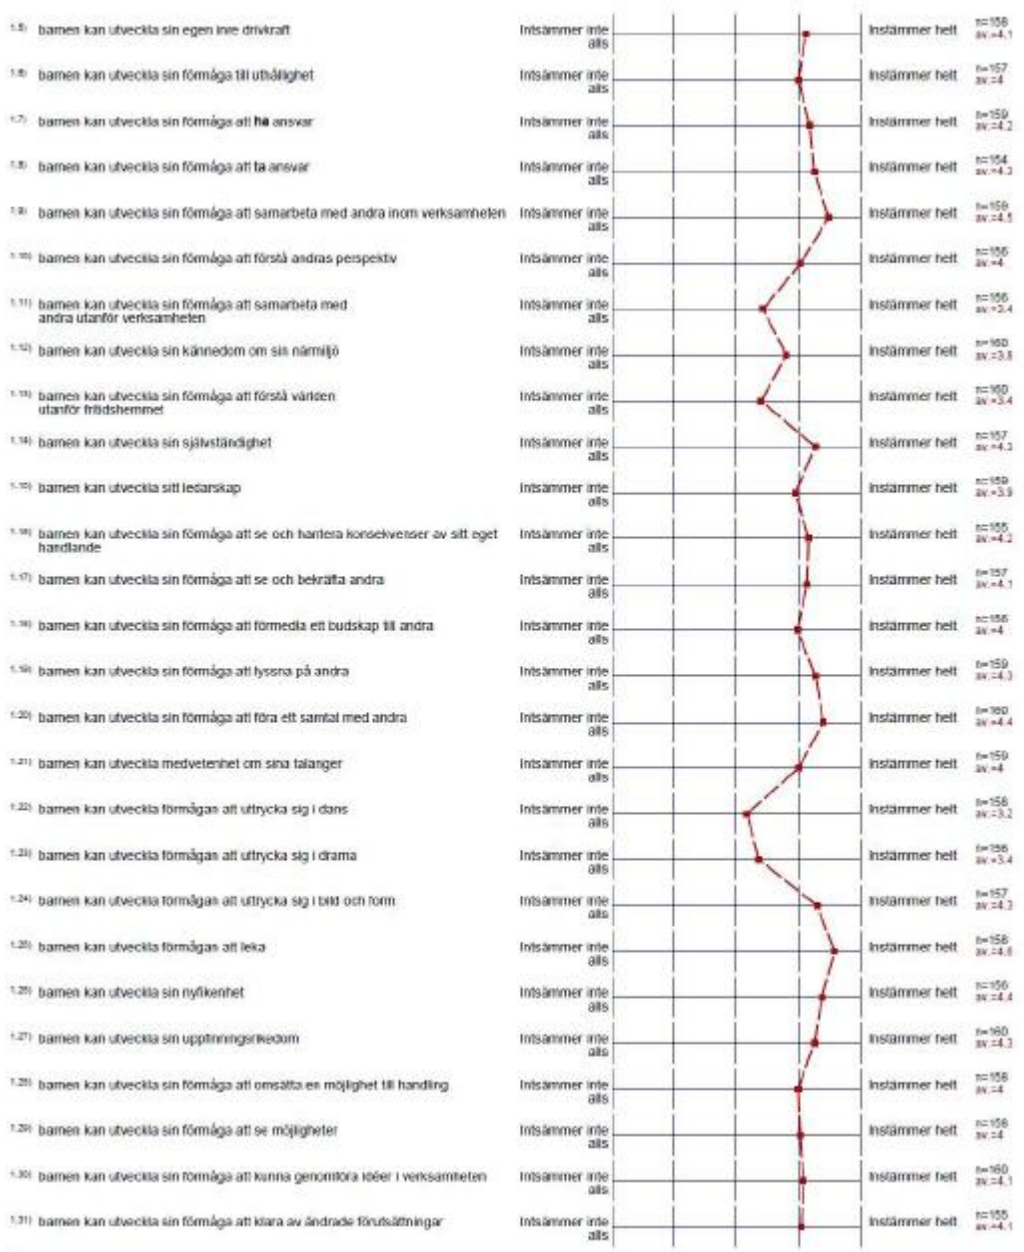 1.5) barnen kan utveckla sin egen inre drivkraft Intsämmer inte alls Instämmer helt n=158 av.=4.1
1.6) barnen kan utveckla sin förmåga till uthållighet Intsämmer inte alls Instämmer helt n=157 av.=4
1.7) barnen kan utveckla sin förmåga att ha ansvar Intsämmer inte alls Instämmer helt n=159 av.=4.2
1.8) barnen kan utveckla sin förmåga att ta ansvar Intsämmer inte alls Instämmer helt n=154 av.=4.3
1.9) barnen kan utveckla sin förmåga att samarbeta med andra inom verksamheten Intsämmer inte alls Instämmer helt n=159 av.=4.5
1.10) barnen kan utveckla sin förmåga att förstå andras perspektiv Intsämmer inte alls Instämmer helt n=156 av.=4
1.11) barnen kan utveckla sin förmåga att samarbeta med
andra utanför verksamheten Intsämmer inte alls Instämmer helt n=156 av.=3.4
1.12) barnen kan utveckla sin kännedom om sin närmiljö Intsämmer inte alls Instämmer helt n=160 av.=3.8
1.13) barnen kan utveckla sin förmåga att förstå världen
utanför fritidshemmet Intsämmer inte alls Instämmer helt n=160 av.=3.4
1.14) barnen kan utveckla sin självständighet Intsämmer inte alls Instämmer helt n=157 av.=4.3
1.15) barnen kan utveckla sitt ledarskap Intsämmer inte alls Instämmer helt n=159 av.=3.9
1.16) barnen kan utveckla sin förmåga att se och hantera konsekvenser av sitt eget
handlande Intsämmer inte alls Instämmer helt n=155 av.=4.2
1.17) barnen kan utveckla sin förmåga att se och bekräfta andra Intsämmer inte alls Instämmer helt n=157 av.=4.1
1.18) barnen kan utveckla sin förmåga att förmedla ett budskap till andra Intsämmer inte alls Instämmer helt n=156 av.=4
1.19) barnen kan utveckla sin förmåga att lyssna på andra Intsämmer inte alls Instämmer helt n=159 av.=4.3
1.20) barnen kan utveckla sin förmåga att föra ett samtal med andra Intsämmer inte alls Instämmer helt n=160 av.=4.4
1.21) barnen kan utveckla medvetenhet om sina talanger Intsämmer inte alls Instämmer helt n=159 av.=4
1.22) barnen kan utveckla förmågan att uttrycka sig i dans Intsämmer inte alls Instämmer helt n=158 av.=3.2
1.23) barnen kan utveckla förmågan att uttrycka sig i drama Intsämmer inte alls Instämmer helt n=156 av.=3.4
1.24) barnen kan utveckla förmågan att uttrycka sig i bild och form Intsämmer inte alls Instämmer helt n=157 av.=4.3
1.25) barnen kan utveckla förmågan att leka Intsämmer inte alls Instämmer helt n=158 av.=4.6
1.26) barnen kan utveckla sin nyfikenhet Intsämmer inte alls Instämmer helt n=156 av.=4.4
1.27) barnen kan utveckla sin uppfinningsrikedom Intsämmer inte alls Instämmer helt n=160 av.=4.3
1.28) barnen kan utveckla sin förmåga att omsätta en möjlighet till handling Intsämmer inte alls Instämmer helt n=158 av.=4
1.29) barnen kan utveckla sin förmåga att se möjligheter Intsämmer inte alls Instämmer helt n=158 av.=4
1.30) barnen kan utveckla sin förmåga att kunna genomföra idéer i verksamheten Intsämmer inte alls Instämmer helt n=160 av.=4.1
1.31) barnen kan utveckla sin förmåga att klara av ändrade förutsättningar Intsämmer inte alls Instämmer helt n=155 av.=4.1